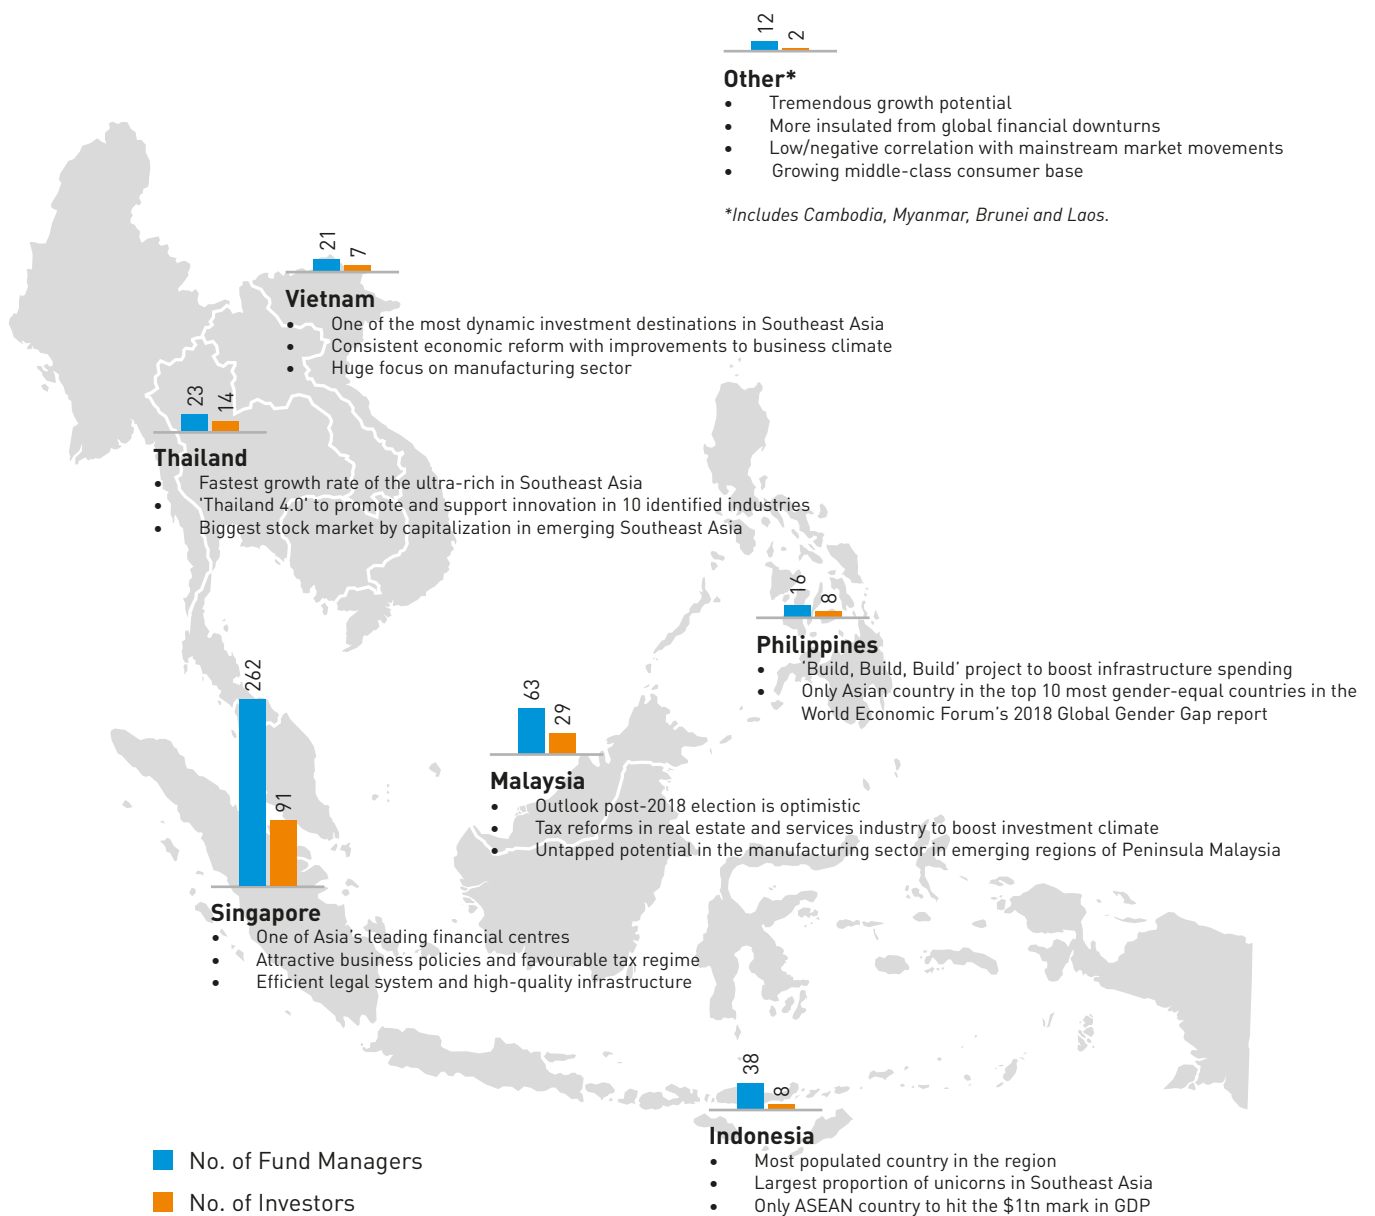 12 2
Other*
• Tremendous growth potential
• More insulated from global financial downturns
• Low/negative correlation with mainstream market movements
• Growing middle-class consumer base
*Includes Cambodia, Myanmar, Brunei and Laos.
21 7
Vietnam
• One of the most dynamic investment destinations in Southeast Asia
• Consistent economic reform with improvements to business climate
• Huge focus on manufacturing sector
23 14
Thailand
• Fastest growth rate of the ultra-rich in Southeast Asia
• 'Thailand 4.0' to promote and support innovation in 10 identified industries
• Biggest stock market by capitalization in emerging Southeast Asia
16 8
Philippines
• ‘Build, Build, Build’ project to boost infrastructure spending
• Only Asian country in the top 10 most gender-equal countries in the
World Economic Forum's 2018 Global Gender Gap report
63 29
Malaysia
• Outlook post-2018 election is optimistic
• Tax reforms in real estate and services industry to boost investment climate
• Untapped potential in the manufacturing sector in emerging regions of Peninsula Malaysia
262 91
Singapore
• One of Asia’s leading financial centres
• Attractive business policies and favourable tax regime
• Efficient legal system and high-quality infrastructure
38 8
Indonesia
• Most populated country in the region
• Largest proportion of unicorns in Southeast Asia
• Only ASEAN country to hit the $1tn mark in GDP
No. of Fund Managers
No. of Investors